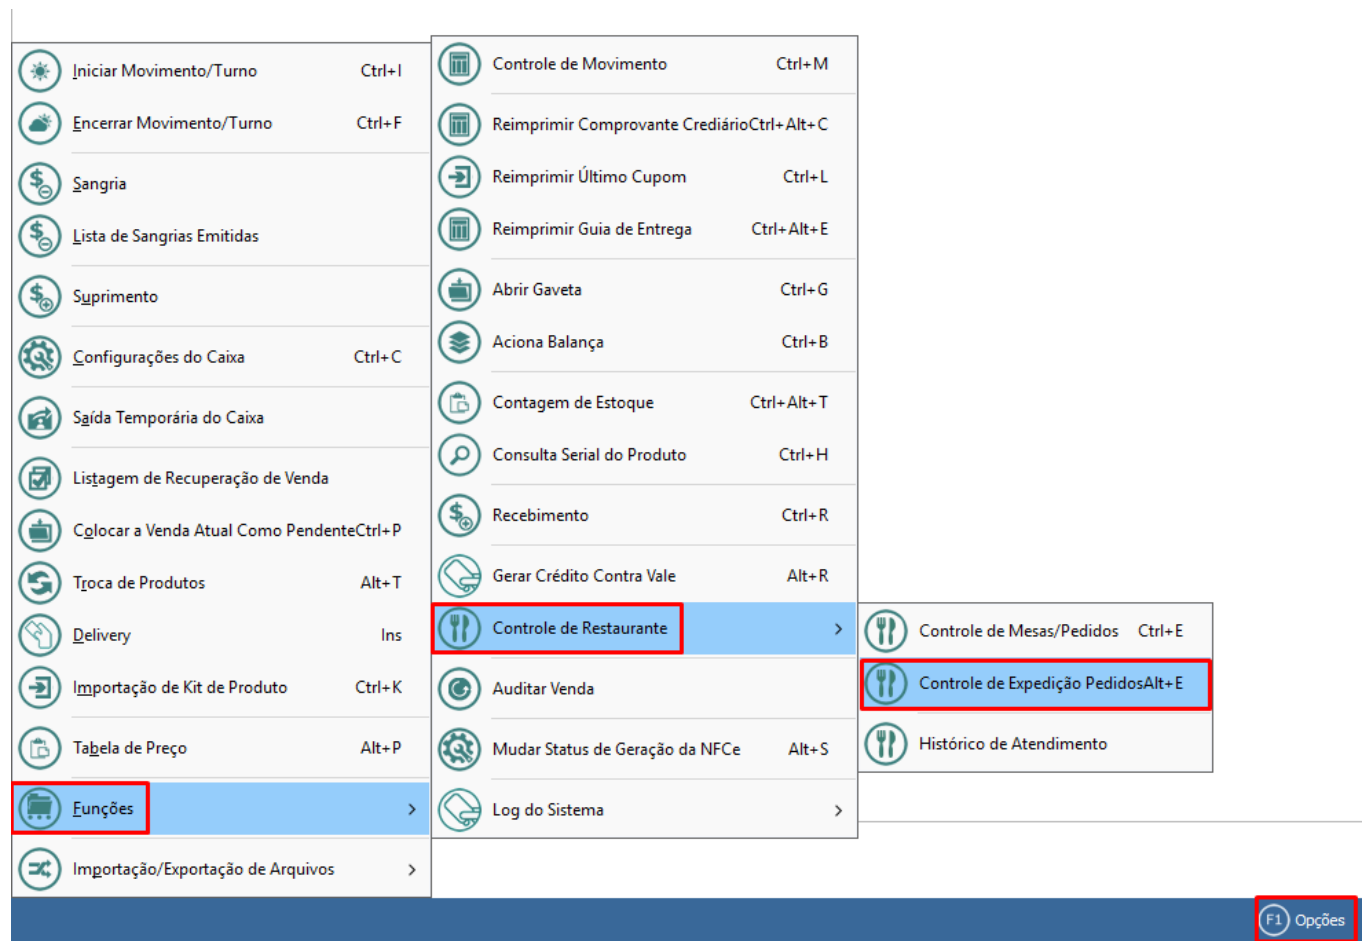 Iniciar Movimento/Turno Ctrl+I
Encerrar Movimento/Turno Ctrl+F
Sangria
Lista de Sangrias Emitidas
Suprimento
Configurações do Caixa Ctrl+C
Saída Temporária do Caixa
Listagem de Recuperação de Venda
Colocar a Venda Atual Como PendenteCtrl+P
Troca de Produtos Alt+T
Delivery Ins
Importação de Kit de Produto Ctrl+K
Tabela de Preço Alt+P
Funções
Importação/Exportação de Arquivos
Controle de Movimento Ctrl+M
Reimprimir Comprovante CrediárioCtrl+Alt+C
Reimprimir Último Cupom Ctrl+L
Reimprimir Guia de Entrega Ctrl+Alt+E
Abrir Gaveta Ctrl+G
Aciona Balança Ctrl+B
Contagem de Estoque Ctrl+Alt+T
Consulta Serial do Produto Ctrl+H
Recebimento Ctrl+R
Gerar Crédito Contra Vale Alt+R
Controle de Restaurante
Auditar Venda
Mudar Status de Geração da NFCe Alt+S
Log do Sistema
Controle de Mesas/Pedidos Ctrl+E
Controle de Expedição PedidosAlt+E
Histórico de Atendimento
F1 Opções